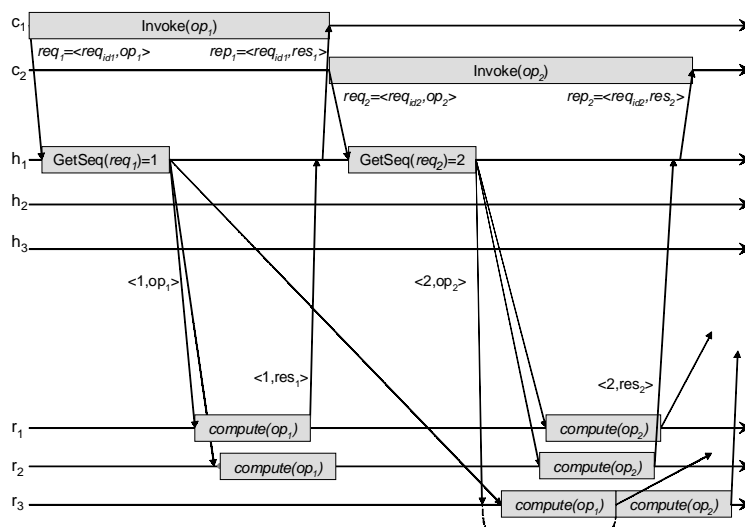 c1 Invoke(op1)
req1=<reqid1,op1> rep1=<reqid1,res1>
c2 Invoke(op2)
req2=<reqid2,op2> rep2=<reqid2,res2>
h1 GetSeq(req1)=1 GetSeq(req2)=2
h2
h3
<1,op1> <2,op2>
<1,res1> <2,res2>
r1 compute(op1) compute(op2)
r2 compute(op1) compute(op2)
r3 compute(op1) compute(op2)